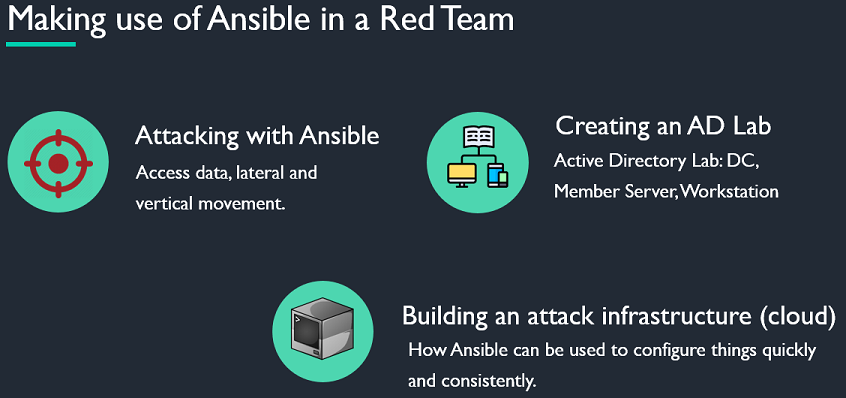 Making use of Ansible in a Red Team
Attacking with Ansible
Access data, lateral and
vertical movement.
Creating an AD Lab
Active Directory Lab: DC,
Member Server, Workstation
Building an attack infrastructure (cloud)
How Ansible can be used to configure things quickly
and consistently.